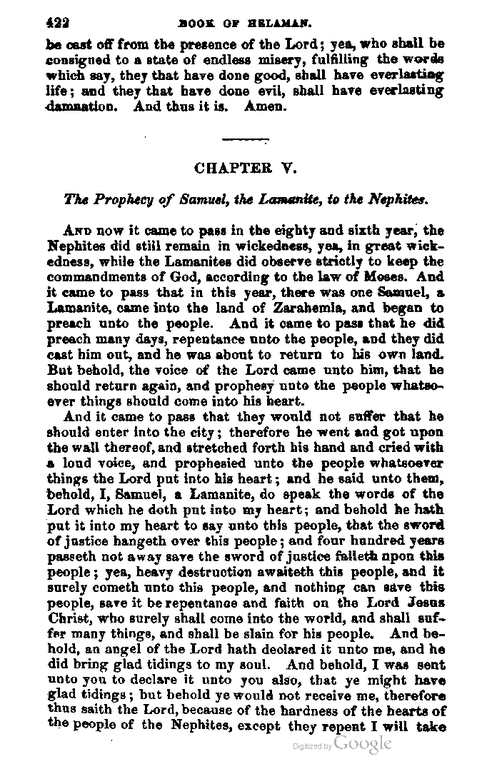 422 BOOK OF HELAMAN.
be cast off from the presence of the Lord; yea, who shall be
consigned to a state of endless misery, fulfilling the words
which say, they that have done good, shall have everlasting
life; and they that have done evil, shall have everlasting
damnation. And thus it is. Amen.
CHAPTER V.
The Prophecy of Samuel, the Lamanite, to the Nephites.
AND now it came to pass in the eighty and sixth year, the
Nephites did still remain in wickedness, yea, in great wick-
edness, while the Lamanites did observe strictly to keep the
commandments of God, according to the law of Moses. And
it came to pass that in this year, there was one Samuel, a
Lamanite, came into the land of Zarahemla, and began to
preach unto the people. And it came to pass that he did
preach many days, repentance unto the people, and they did
cast him out, and he was about to return to his own land.
But behold, the voice of the Lord came unto him, that he
should return again, and prophesy unto the people whatso-
ever things should come into his heart.
And it came to pass that they would not suffer that he
should enter into the city; therefore he went and got upon
the wall thereof, and stretched forth his hand and cried with
a loud voice, and prophesied unto the people whatsoever
things the Lord put into his heart; and he said unto them,
behold, I, Samuel, a Lamanite, do speak the words of the
Lord which he doth put into my heart; and behold he hath
put it into my heart to say unto this people, that the sword
of justice hangeth over this people; and four hundred years
passeth not away save the sword of justice falleth upon this
people; yea, heavy destruction awaiteth this people, and it
surely cometh unto this people, and nothing can save this
people, save it be repentance and faith on the Lord Jesus
Christ, who surely shall come into the world, and shall suf-
fer many things, and shall be slain for his people. And be-
hold, an angel of the Lord hath declared it unto me, and he
did bring glad tidings to my soul. And behold, I was sent
unto you to declare it unto you also, that ye might have
glad tidings; but behold ye would not receive me, therefore
thus saith the Lord, because of the hardness of the hearts of
the people of the Nephites, except they repent I will take
Digitized by Google